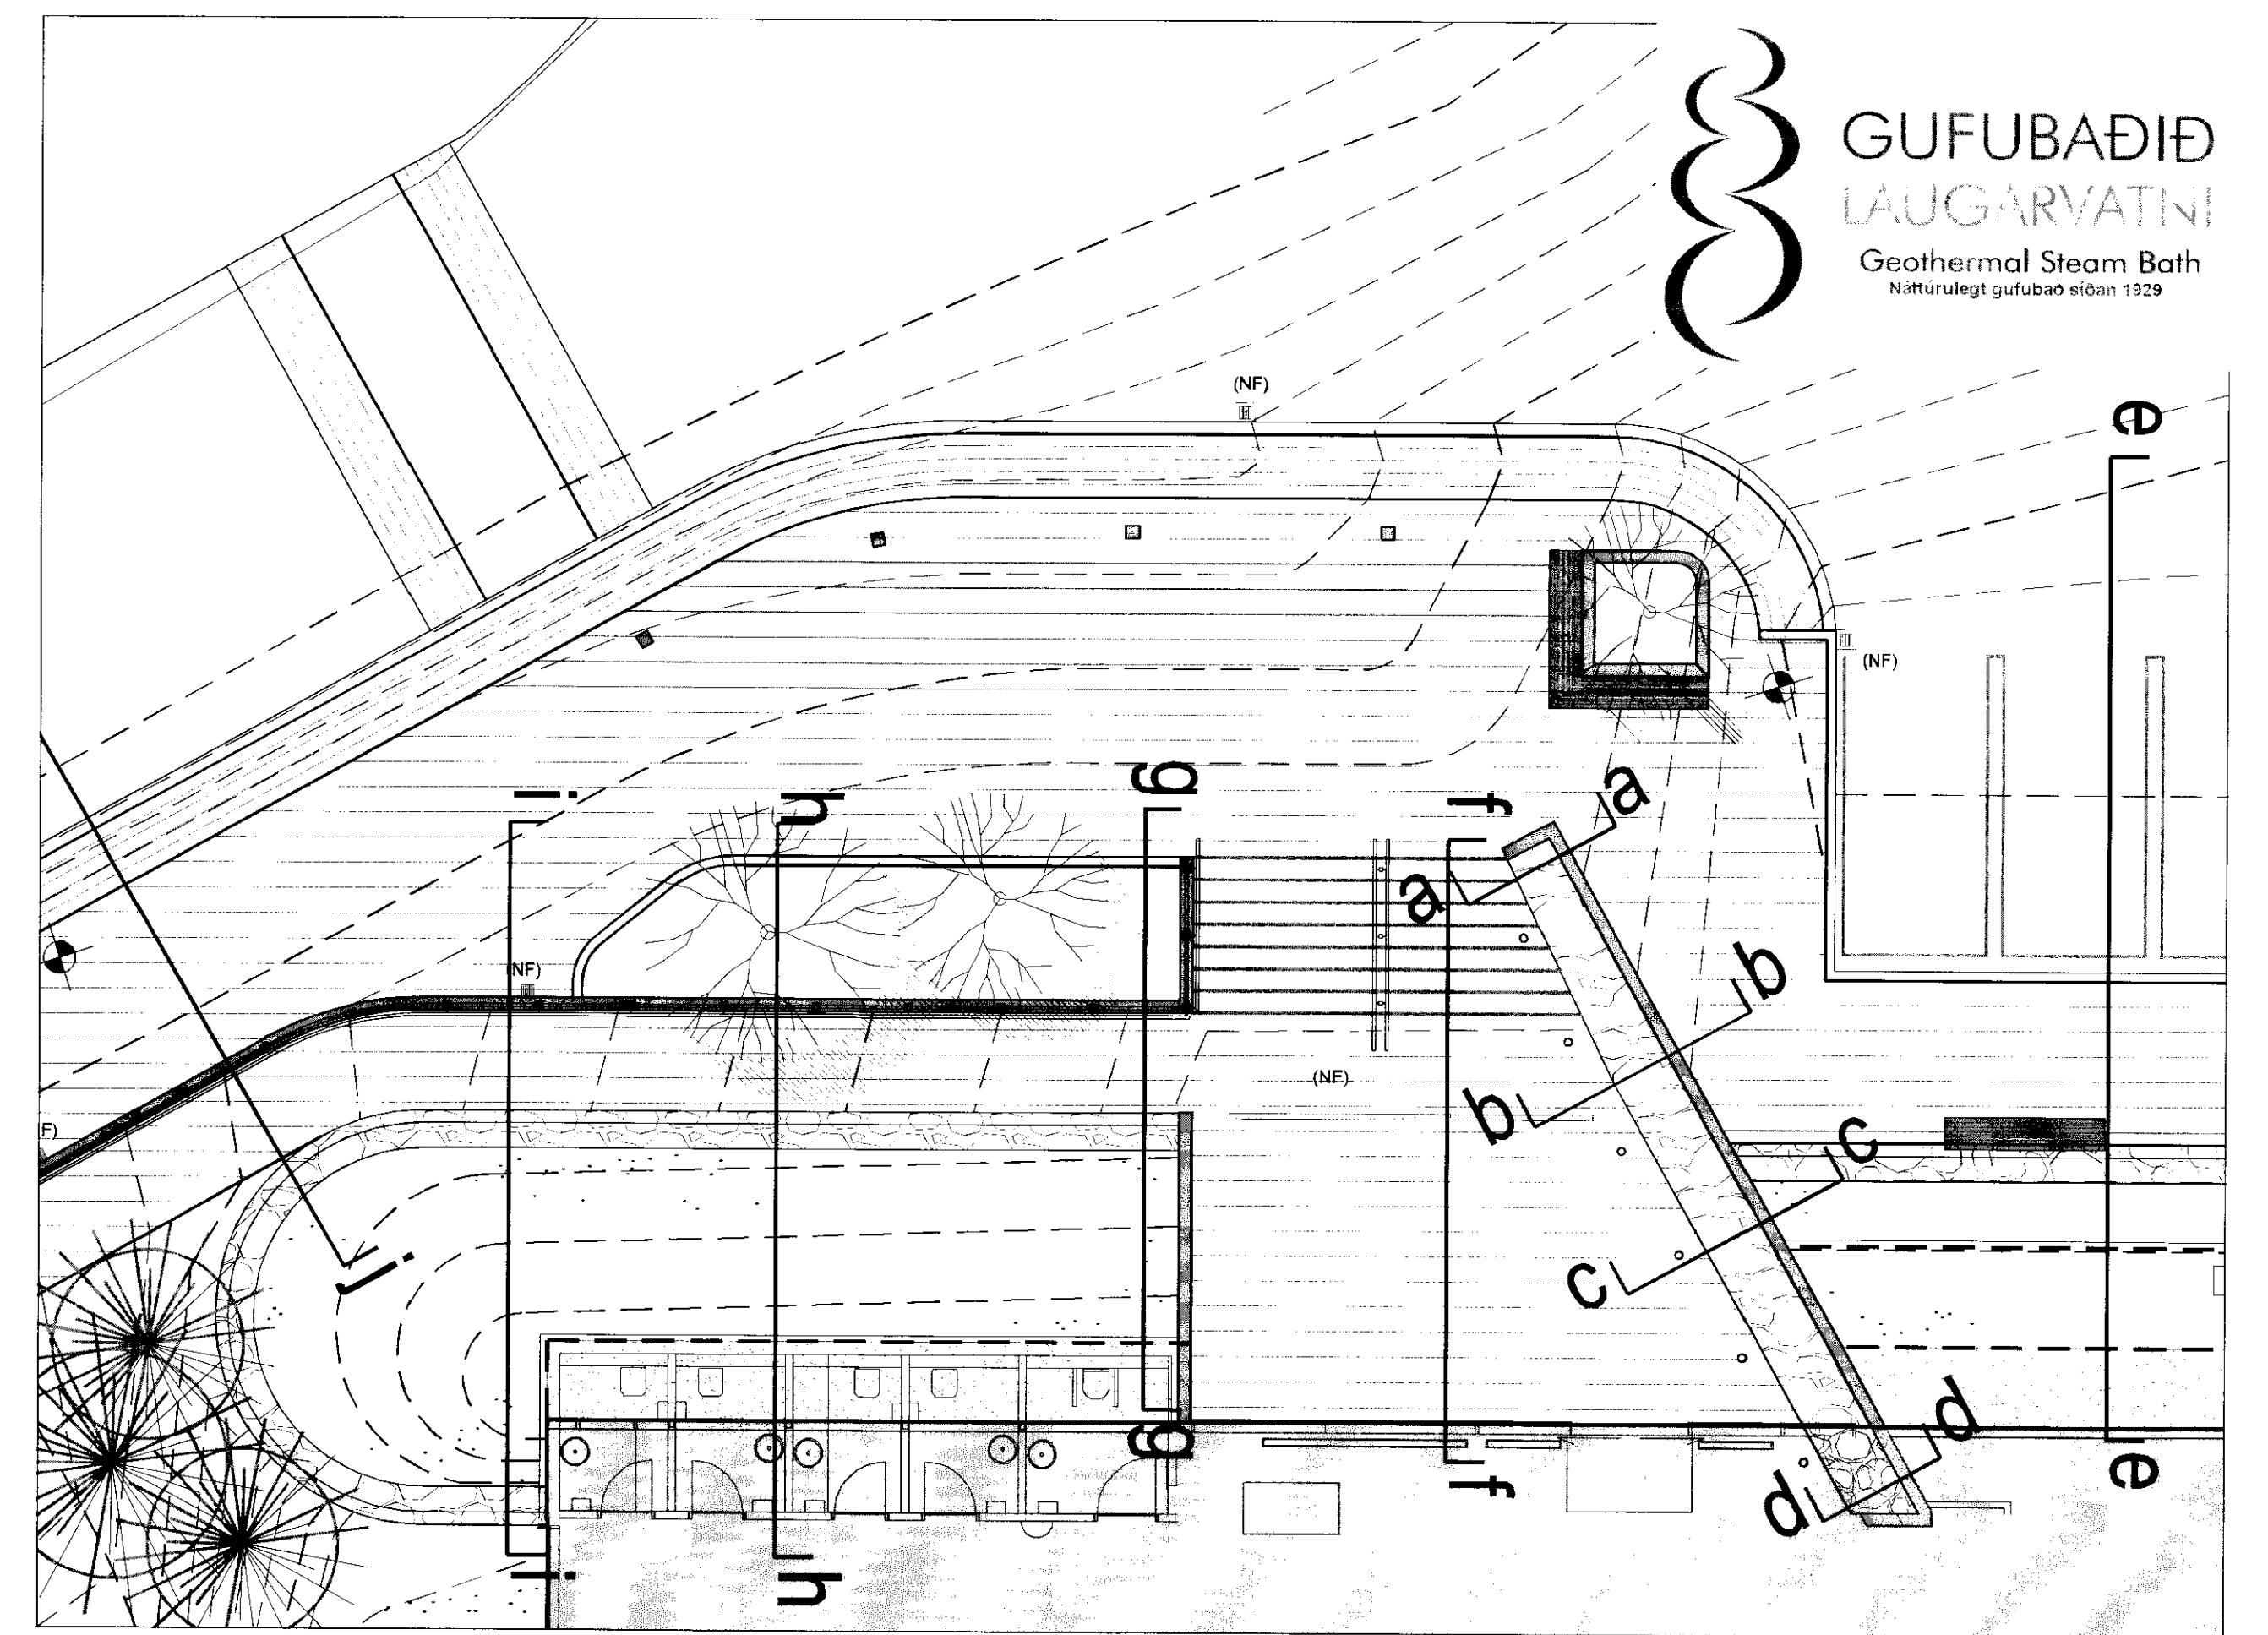 GUFUBAÐIÐ
LAUGARVATNI
Geothermal Steam Bath
Náttúrulegt gufubað síðan 1929
(NF)
e
(NF)
g
a
i
h
f
a
b
(NF)
(NF)
b
F)
c
j
c
d
g
e
f
d
i
h